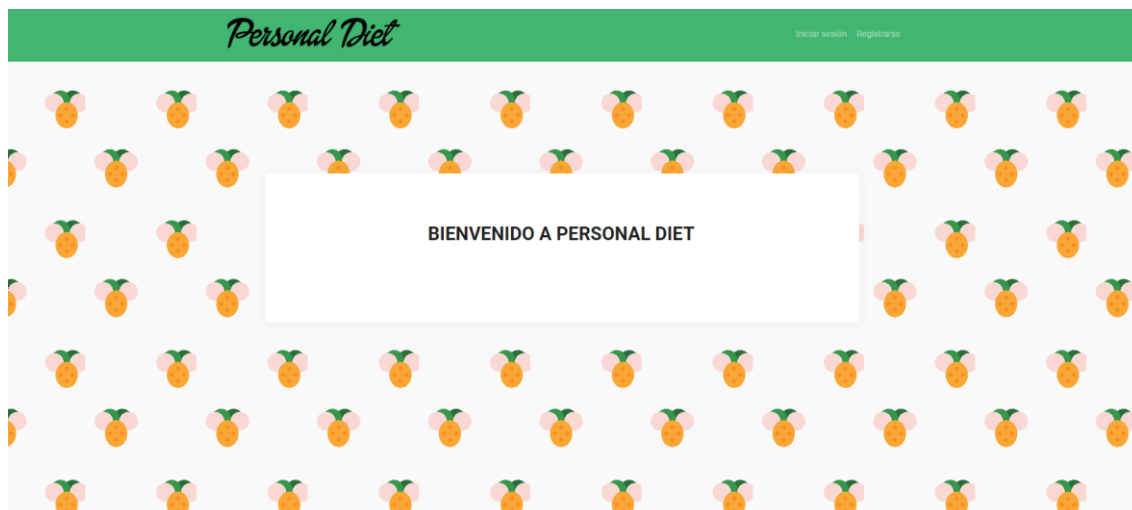 Personal Diet
Iniciar sesión Registrarse
BIENVENIDO A PERSONAL DIET